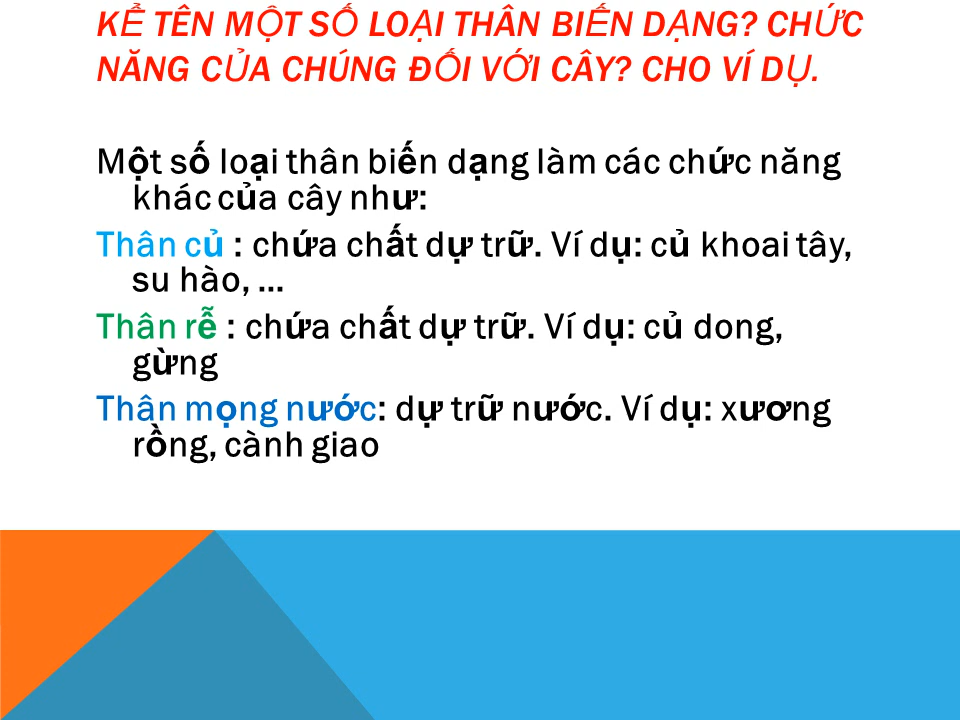 KỂ TÊN MỘT SỐ LOẠI THÂN BIẾN DẠNG? CHỨC
NĂNG CỦA CHÚNG ĐỐI VỚI CÂY? CHO VÍ DỤ.
Một số loại thân biến dạng làm các chức năng
khác của cây như:
Thân củ : chứa chất dự trữ. Ví dụ: củ khoai tây,
su hào, ...
Thân rễ : chứa chất dự trữ. Ví dụ: củ dong,
gừng
Thân mọng nước: dự trữ nước. Ví dụ: xương
rồng, cành giao